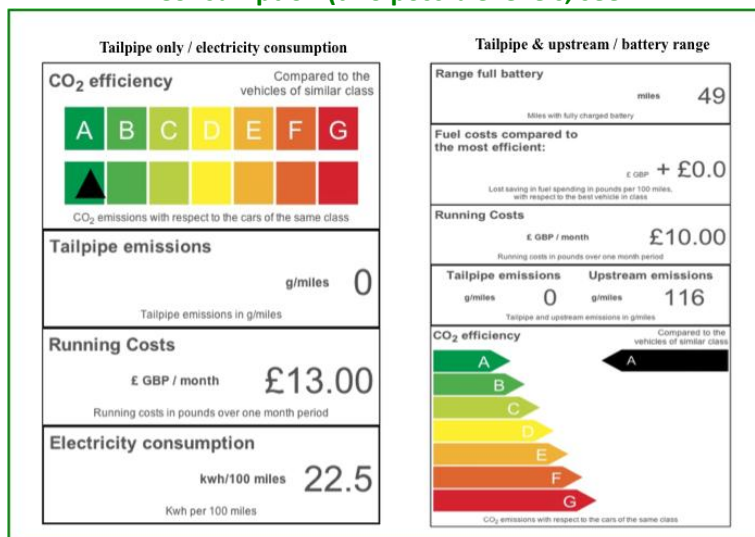 Tailpipe only / electricity consumption
CO2 efficiency
Compared to the
vehicles of similar class
A B C D E F G
CO2 emissions with respect to the cars of the same class
Tailpipe emissions
g/miles 0
Tailpipe emissions in g/miles
Running Costs
£ GBP / month £13.00
Running costs in pounds over one month period
Electricity consumption
kwh/100 miles 22.5
Kwh per 100 miles
Tailpipe & upstream / battery range
Range full battery
miles 49
Miles with fully charged battery
Fuel costs compared to
the most efficient:
£ GBP + £0.0
Lost saving in fuel spending in pounds per 100 miles,
with respect to the best vehicle in class
Running Costs
£ GBP / month £10.00
Running costs in pounds over one month period
Tailpipe emissions Upstream emissions
g/miles 0 g/miles 116
Tailpipe and upstream emissions in g/miles
CO2 efficiency
Compared to the
vehicles of similar class
A A
B
C
D
E
F
G
CO2 emissions with respect to the cars of the same class